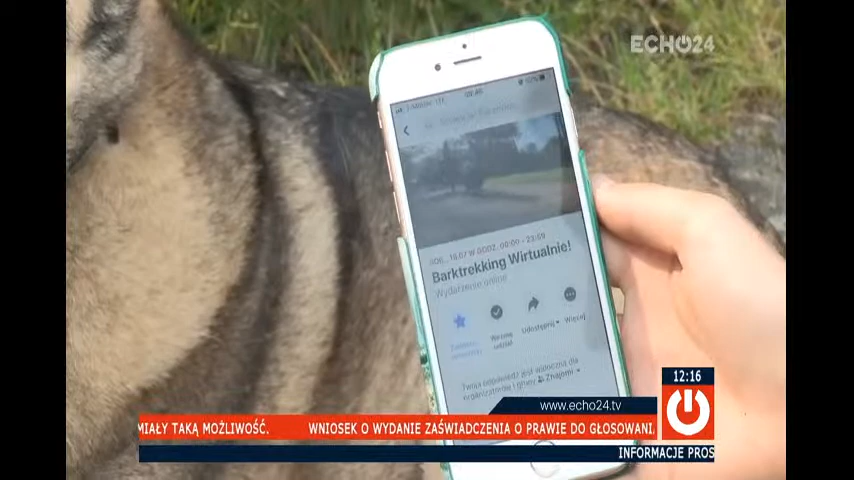 ECHO24
Barktrekking Wirtualnie!
Wydarzenie online
Udostępnij
Więcej
Znajomi
12:16
www.echo24.tv
MIAŁY TAKĄ MOŻLIWOŚĆ. WNIOSEK O WYDANIE ZAŚWIADCZENIA O PRAWIE DO GŁOSOWANI
INFORMACJE PROS